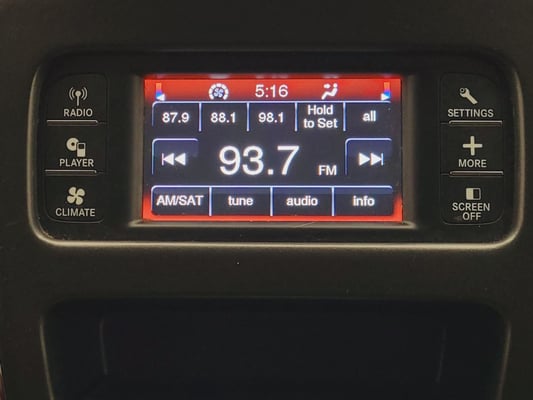 RADIO
PLAYER
CLIMATE
5:16
87.9
88.1
98.1
Hold
to Set
all
93.7 FM
AM/SAT
tune
audio
info
SETTINGS
MORE
SCREEN
OFF